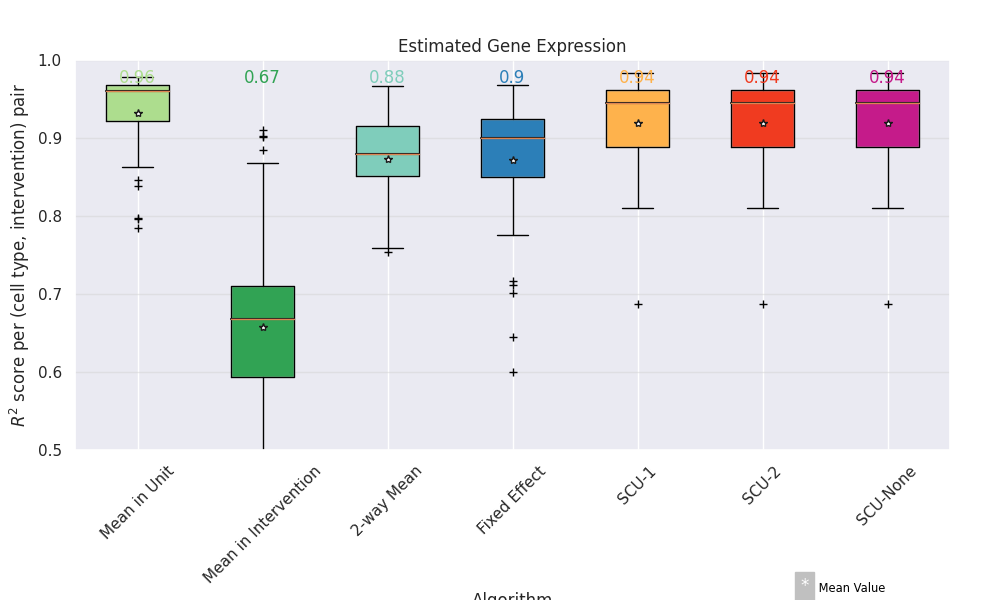 Estimated Gene Expression
1.0
0.9
0.8
0.7
0.6
0.5
R² score per (cell type, intervention) pair
0.96 0.67 0.88 0.9 0.94 0.94 0.94
Mean in Unit Mean in Intervention 2-way Mean Fixed Effect SCU-1 SCU-2 SCU-None
Algorithm
* Mean Value